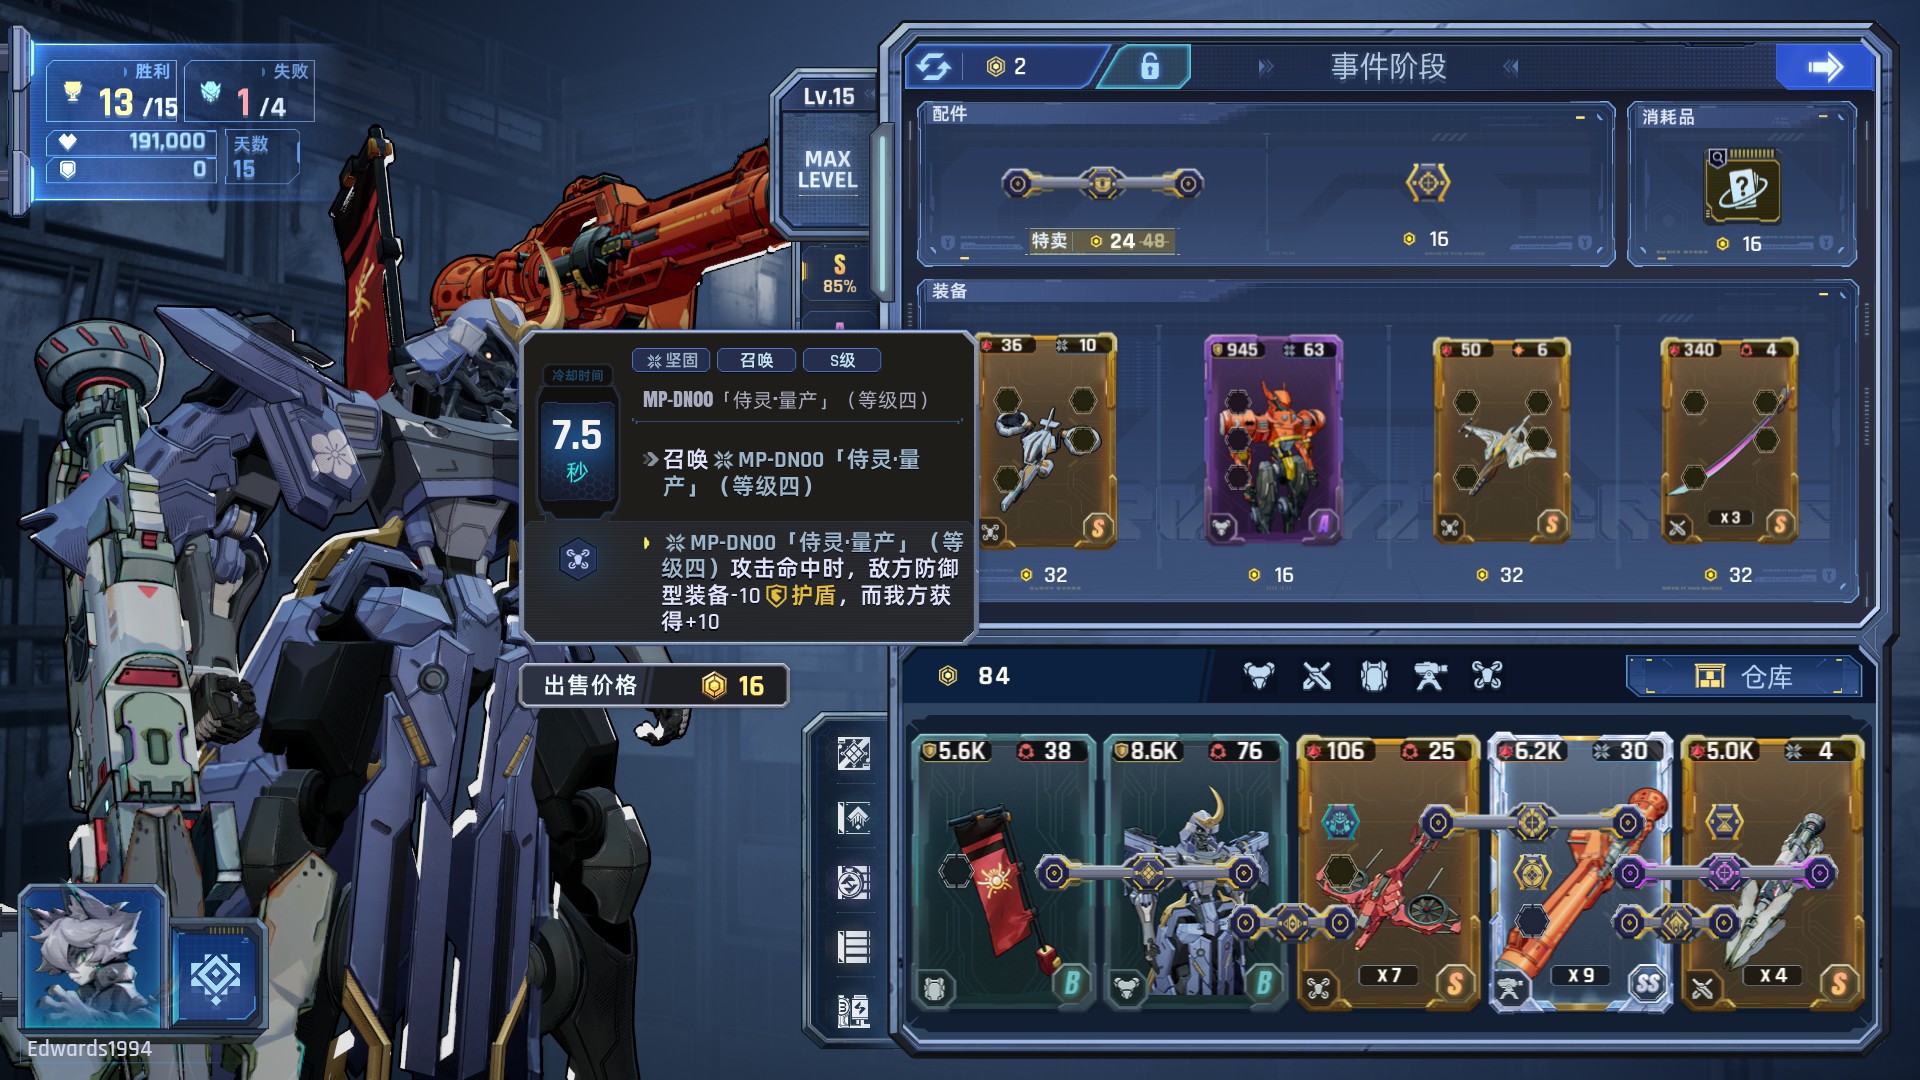 胜利
13 /15
失败
1 /4
191,000
0
天数
15
Lv.15
MAX
LEVEL
S
85%
2
事件阶段
配件
特卖 24 48
16
消耗品
16
装备
36 10
S
32
945 63
A
16
50 6
S
32
340 4
x3
S
32
坚固
召唤
S级
冷却时间
7.5
秒
MP-DN00「侍灵·量产」（等级四）
召唤 MP-DN00「侍灵·量
产」（等级四）
MP-DN00「侍灵·量产」（等
级四）攻击命中时，敌方防御
型装备-10 护盾，而我方获
得+10
出售价格 16
84
仓库
5.6K 38
B
8.6K 76
B
106 25
x7
S
6.2K 30
x9
SS
5.0K 4
x4
S
Edwards1994